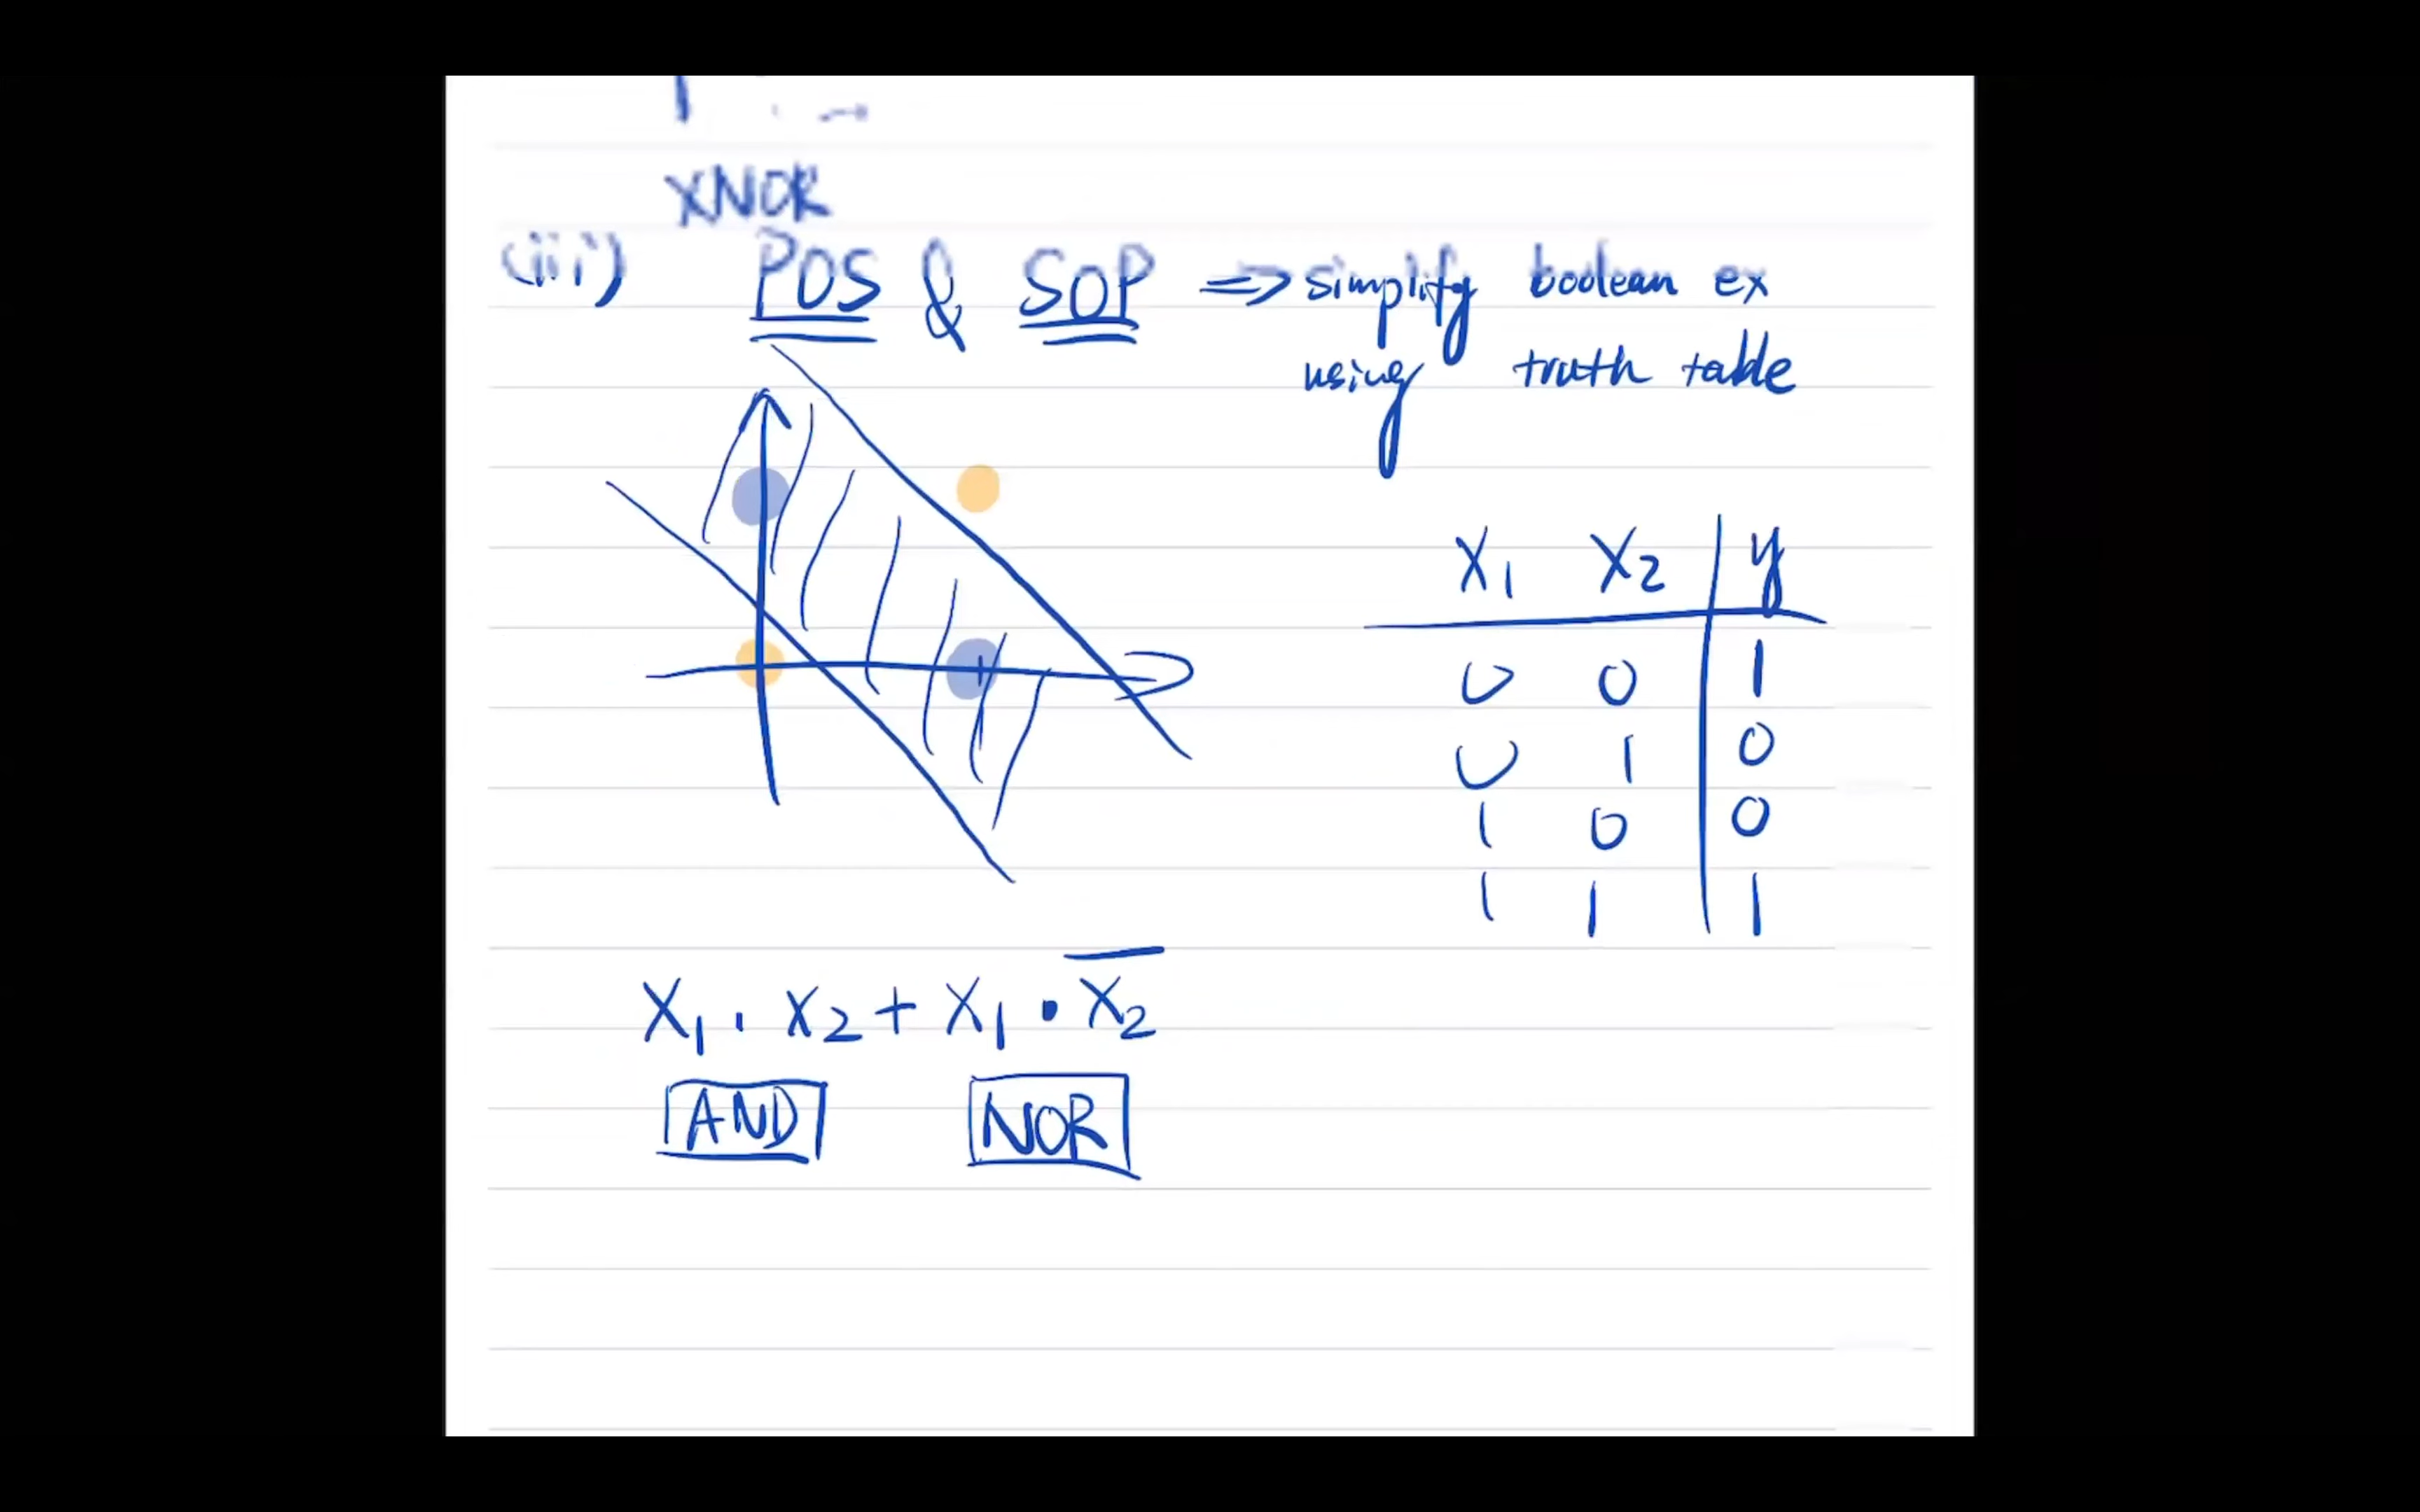 XNOR
(iii) POS & SOP ⇒ simplify boolean ex
using truth table
X₁ X₂ | y
0 0 | 1
0 1 | 0
1 0 | 0
1 1 | 1
X₁ · X₂ + X₁ · X̅₂
AND NOR